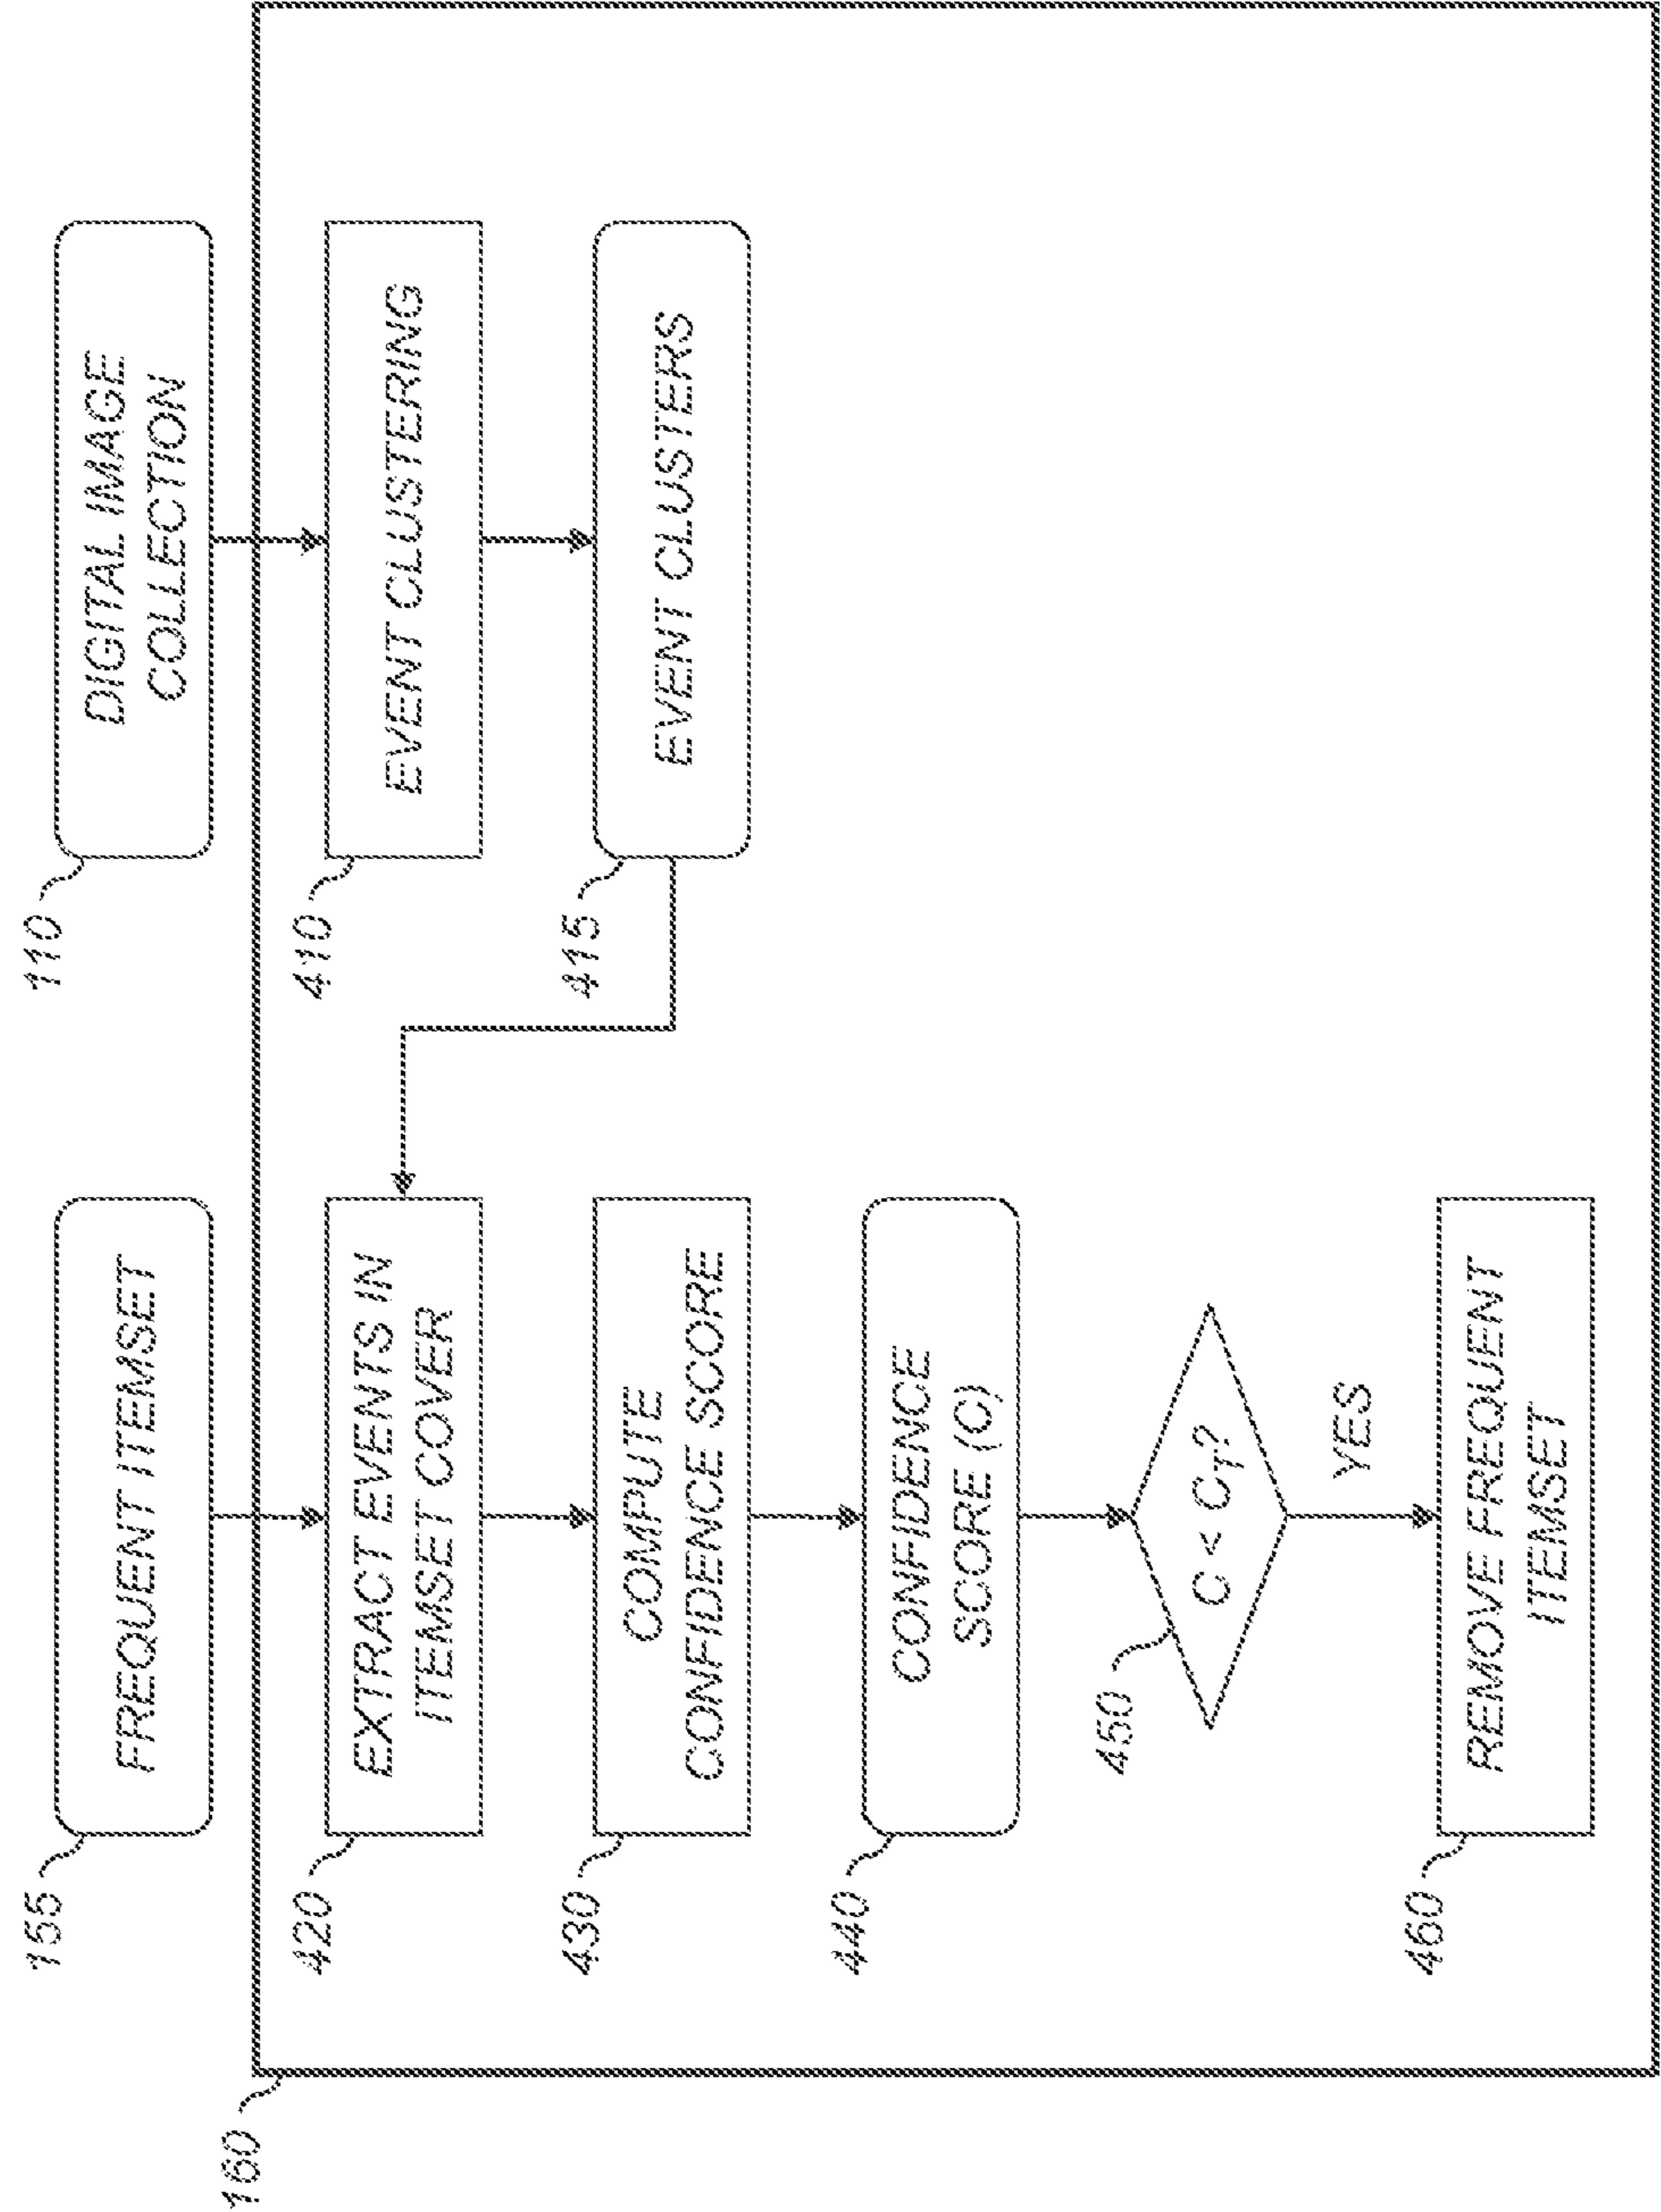 155
FREQUENT ITEMSET
110
DIGITAL IMAGE
COLLECTION
160
420
EXTRACT EVENTS IN
ITEMSET COVER
410
EVENT CLUSTERING
430
COMPUTE
CONFIDENCE SCORE
415
EVENT CLUSTERS
440
CONFIDENCE
SCORE (C)
450
C < CT?
YES
460
REMOVE FREQUENT
ITEMSET